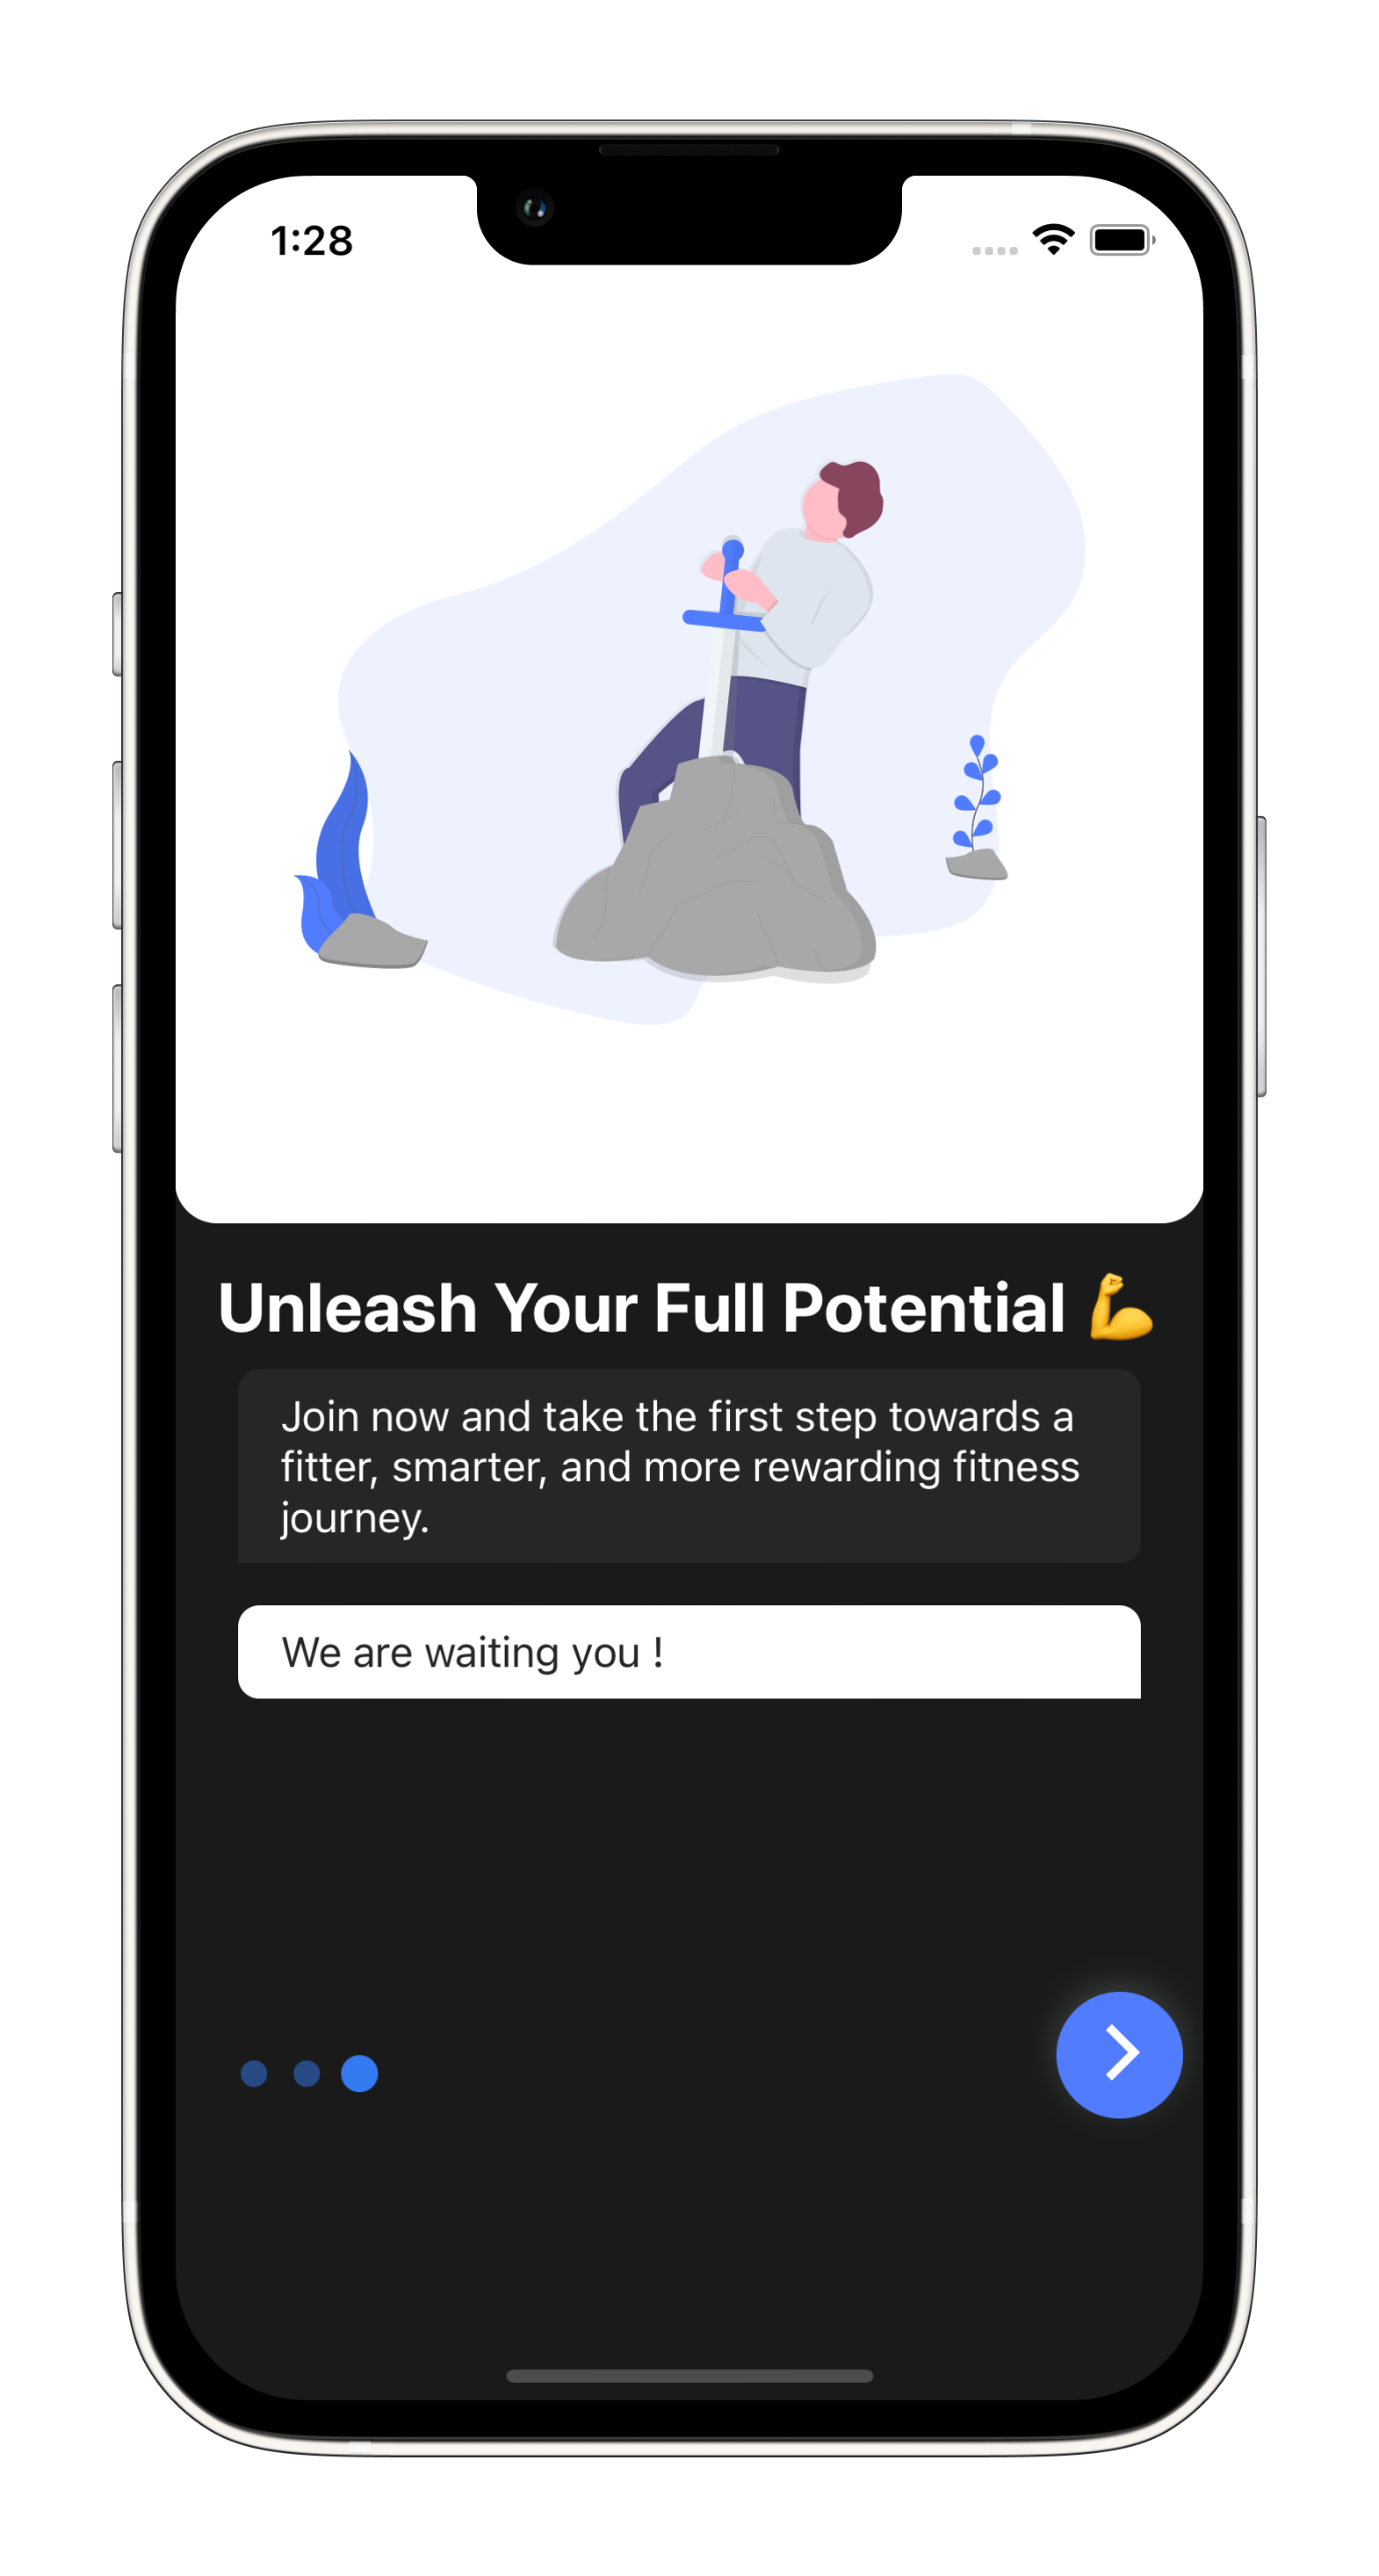 1:28
Unleash Your Full Potential 💪
Join now and take the first step towards a
fitter, smarter, and more rewarding fitness
journey.
We are waiting you !